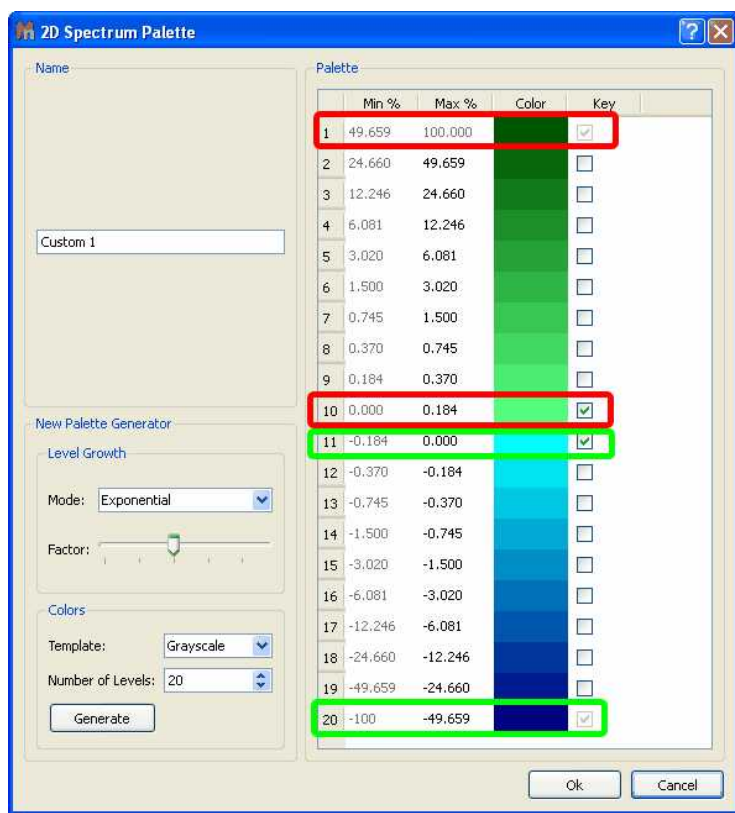 2D Spectrum Palette
Name
Custom 1
New Palette Generator
Level Growth
Mode: Exponential
Factor:
Colors
Template: Grayscale
Number of Levels: 20
Generate
Palette
Min % Max % Color Key
1 49.659 100.000
2 24.660 49.659
3 12.246 24.660
4 6.081 12.246
5 3.020 6.081
6 1.500 3.020
7 0.745 1.500
8 0.370 0.745
9 0.184 0.370
10 0.000 0.184
11 -0.184 0.000
12 -0.370 -0.184
13 -0.745 -0.370
14 -1.500 -0.745
15 -3.020 -1.500
16 -6.081 -3.020
17 -12.246 -6.081
18 -24.660 -12.246
19 -49.659 -24.660
20 -100 -49.659
Ok Cancel